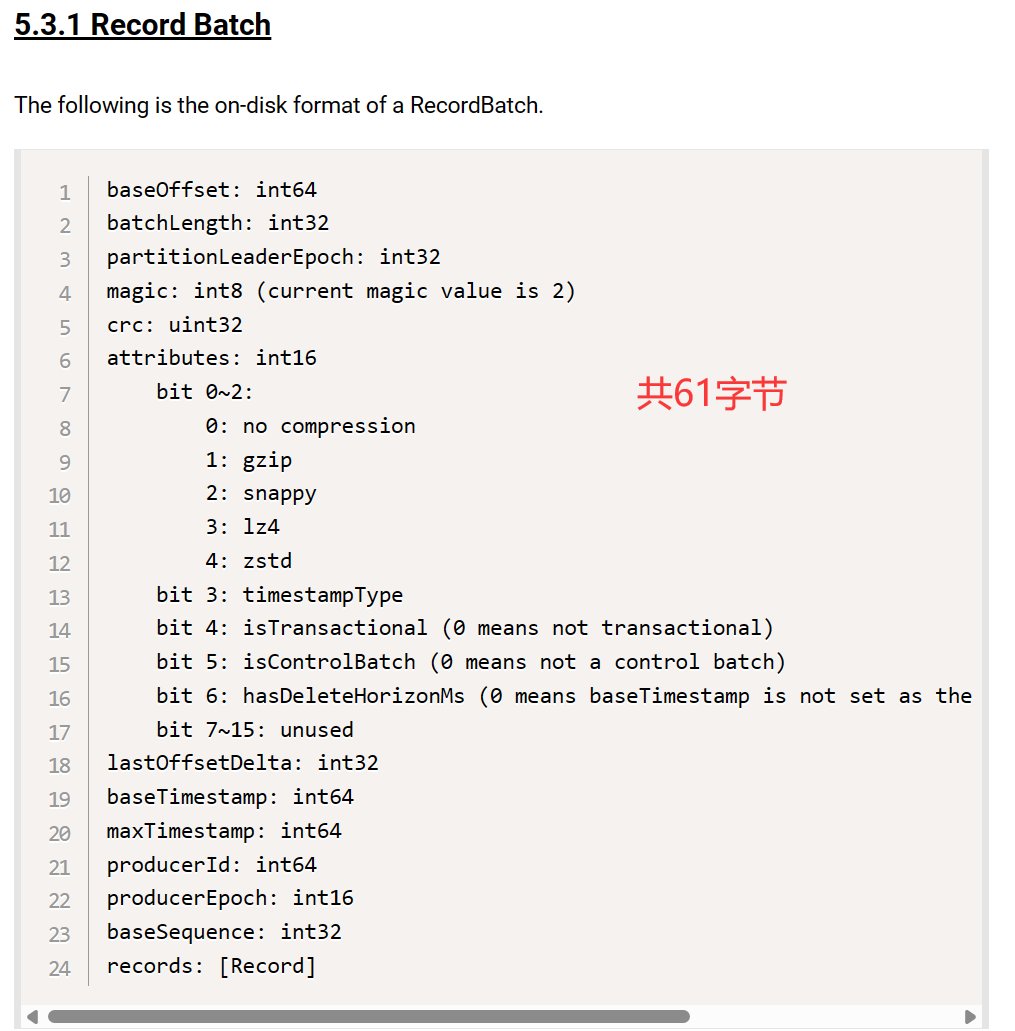 5.3.1 Record Batch
The following is the on-disk format of a RecordBatch.
1 baseOffset: int64
2 batchLength: int32
3 partitionLeaderEpoch: int32
4 magic: int8 (current magic value is 2)
5 crc: uint32
6 attributes: int16
7 bit 0~2:
共61字节
8 0: no compression
9 1: gzip
10 2: snappy
11 3: lz4
12 4: zstd
13 bit 3: timestampType
14 bit 4: isTransactional (0 means not transactional)
15 bit 5: isControlBatch (0 means not a control batch)
16 bit 6: hasDeleteHorizonMs (0 means baseTimestamp is not set as the
17 bit 7~15: unused
18 lastOffsetDelta: int32
19 baseTimestamp: int64
20 maxTimestamp: int64
21 producerId: int64
22 producerEpoch: int16
23 baseSequence: int32
24 records: [Record]